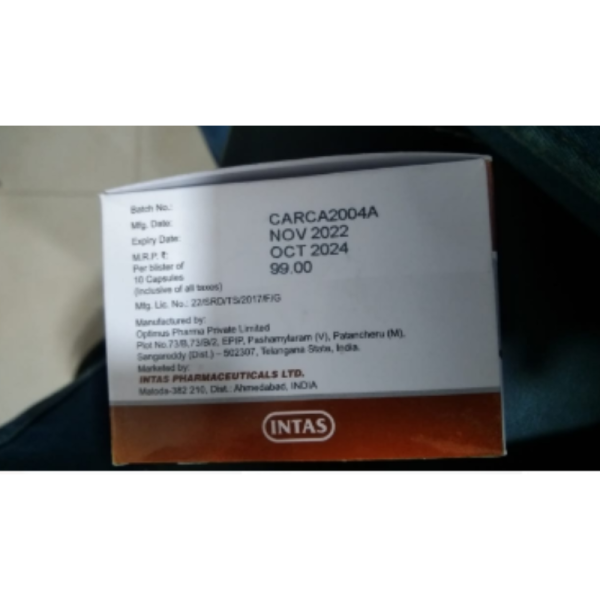 Batch No.: CARCA2004A
Mfg. Date: NOV 2022
Expiry Date: OCT 2024
M.R.P. ₹: 99.00
Per blister of
10 Capsules
(Inclusive of all taxes)
Mfg. Lic. No.: 22/SRD/TS/2017/F/G
Manufactured by:
Optimus Pharma Private Limited
Plot No.73/B,73/B/2, EPIP, Pashamylaram (V), Patancheru (M),
Sangareddy (Dist.) – 502307, Telangana State, India.
Marketed by:
INTAS PHARMACEUTICALS LTD.
Matoda-382 210, Dist.: Ahmedabad, INDIA
INTAS